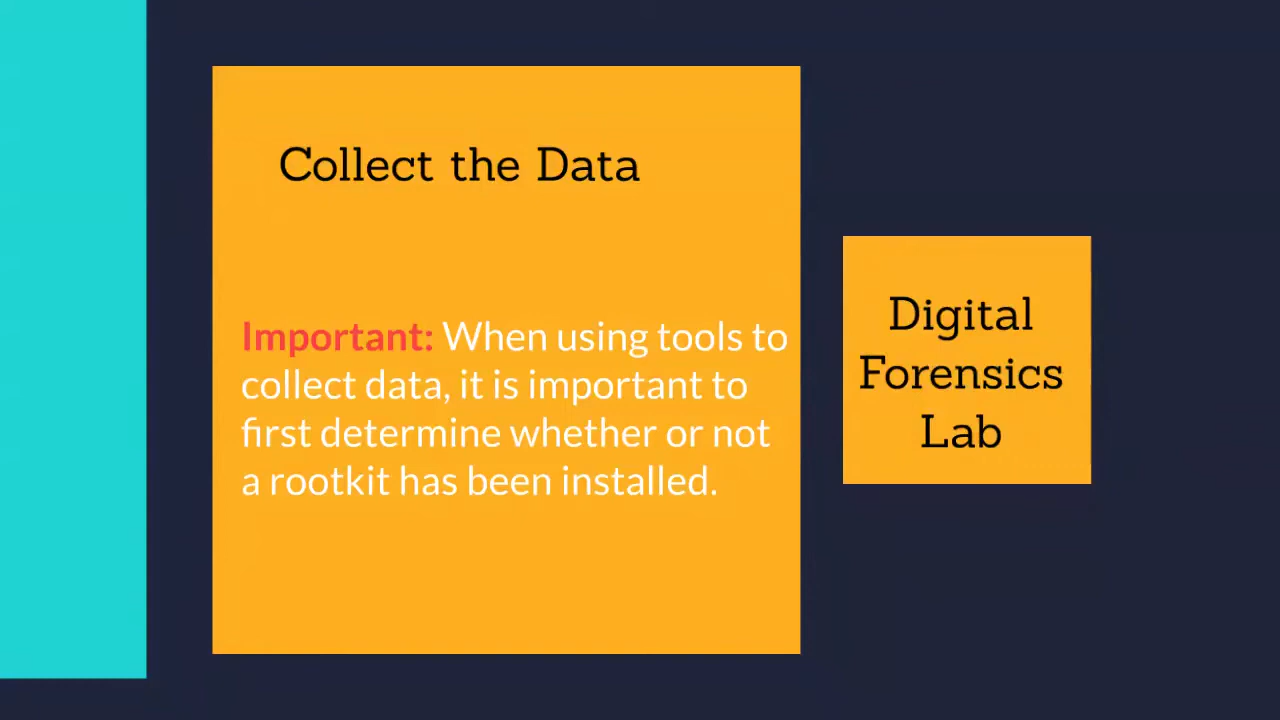 Collect the Data
Important: When using tools to
collect data, it is important to
first determine whether or not
a rootkit has been installed.
Digital
Forensics
Lab